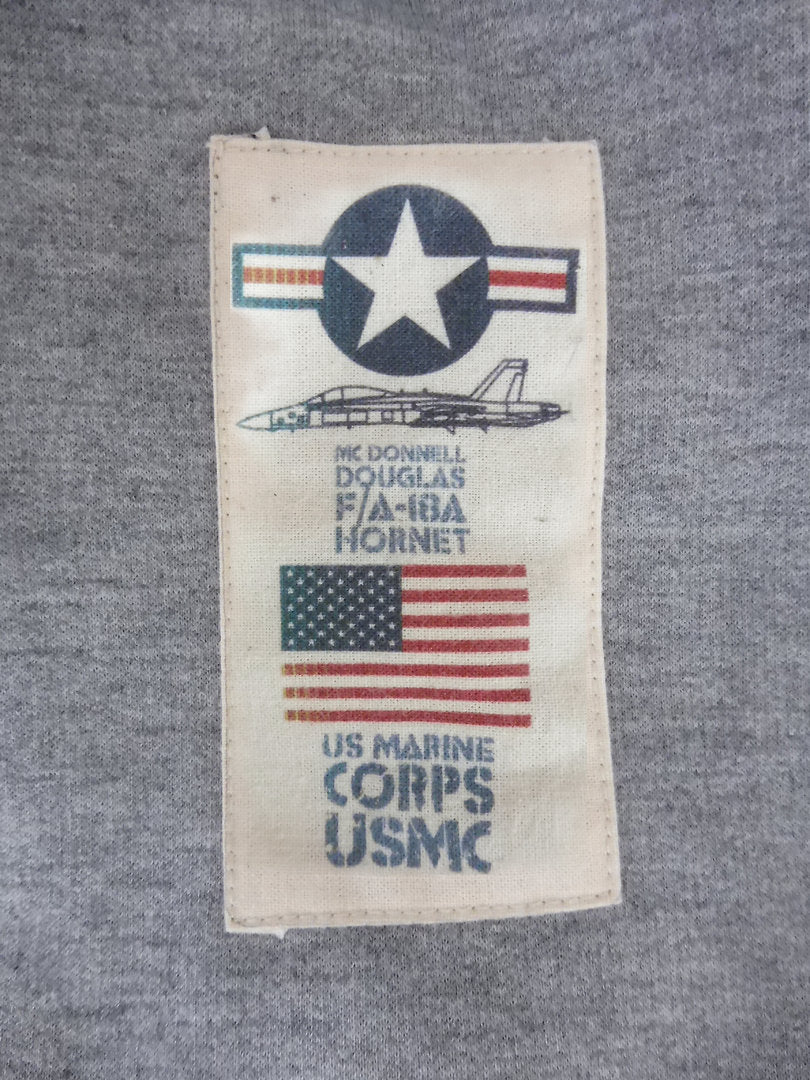 MC DONNELL
DOUGLAS
F/A-18A
HORNET
US MARINE
CORPS
USMC